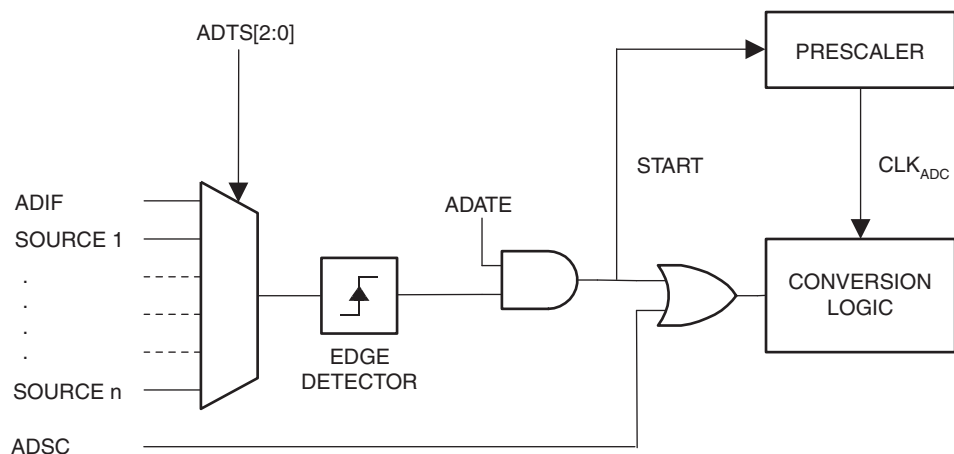 ADTS[2:0]
PRESCALER
START
CLKADC
ADIF
ADATE
SOURCE 1
.
.
.
.
CONVERSION
LOGIC
EDGE
DETECTOR
SOURCE n
ADSC